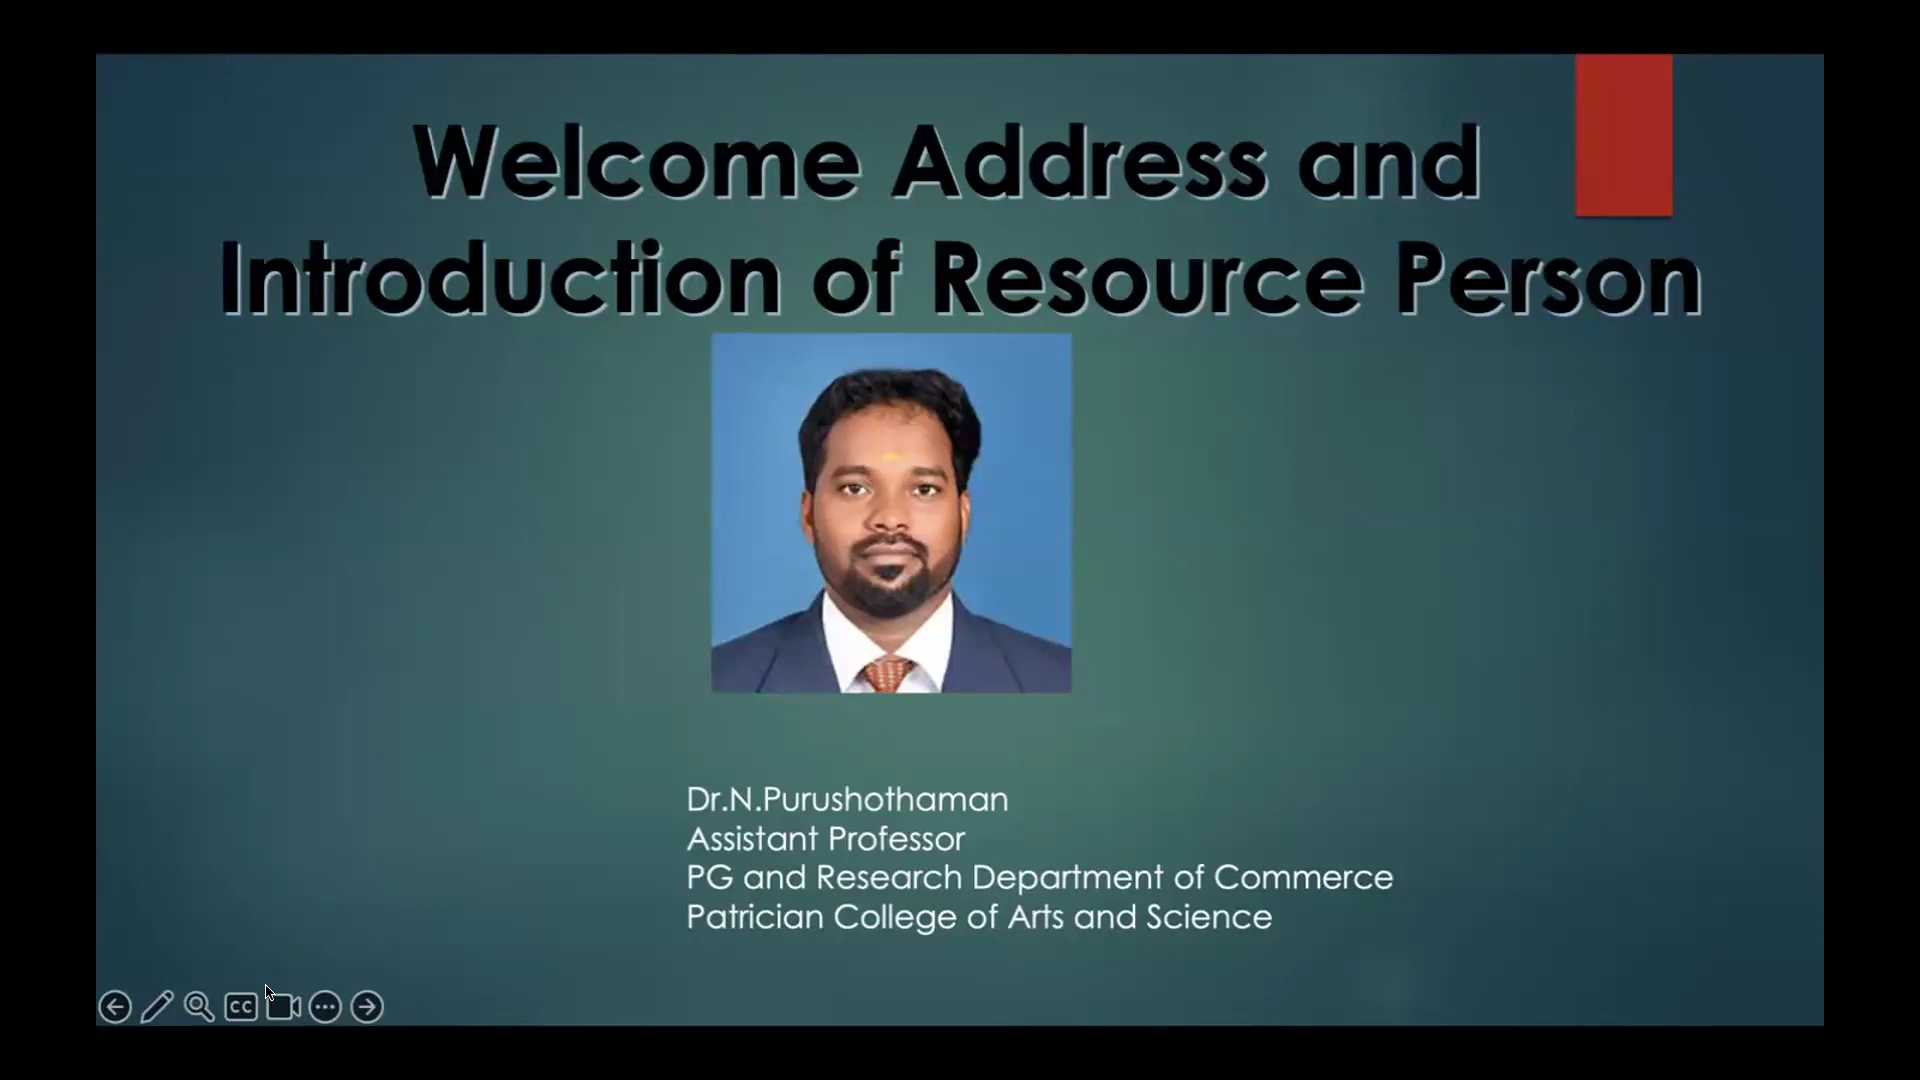 Welcome Address and
Introduction of Resource Person
Dr.N.Purushothaman
Assistant Professor
PG and Research Department of Commerce
Patrician College of Arts and Science
CC